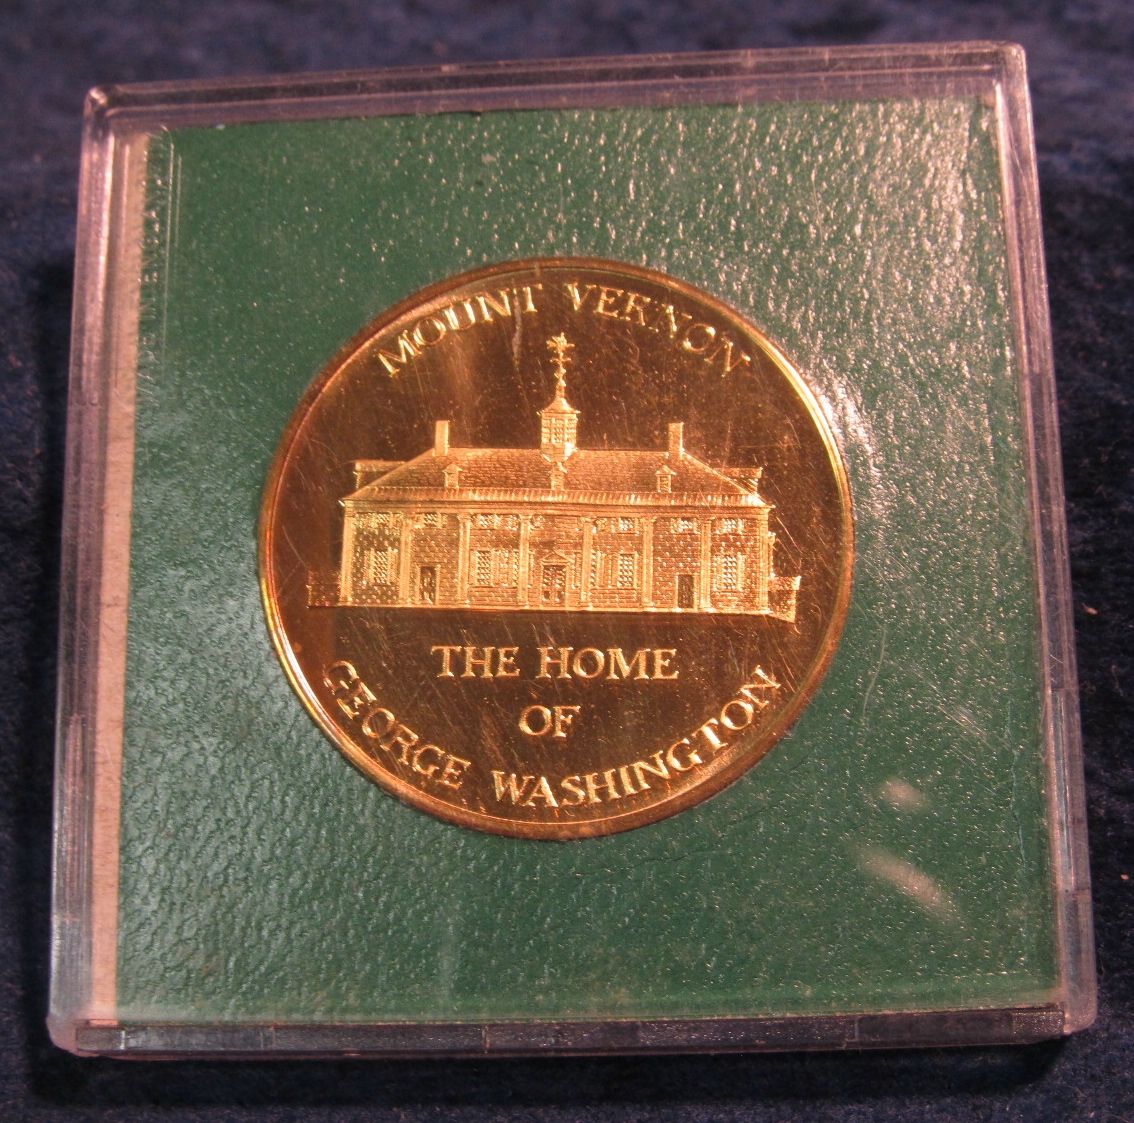 MOUNT VERNON
THE HOME
OF
GEORGE WASHINGTON